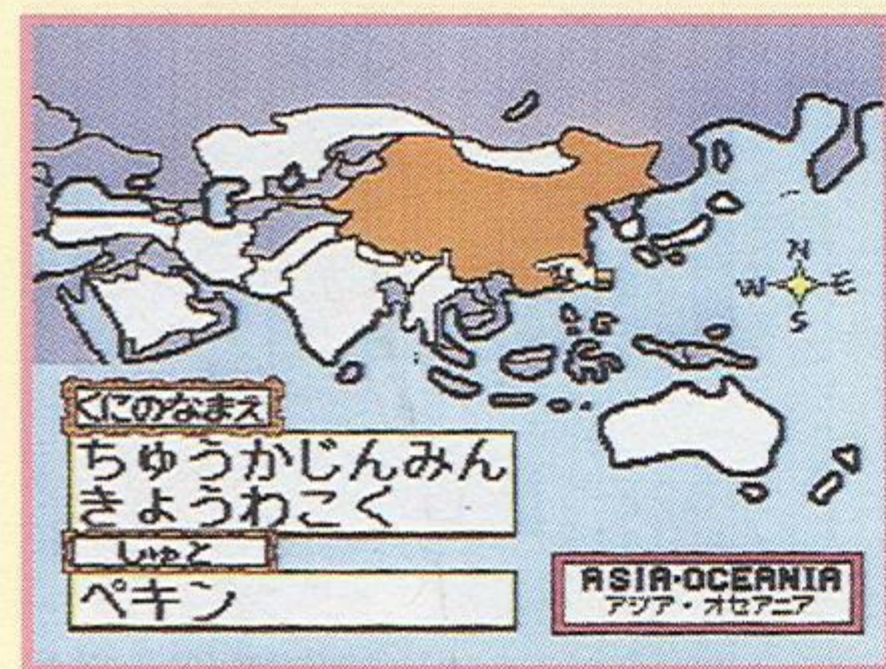 N
W E
S
くにのなまえ
ちゅうかじんみん
きょうわこく
しゅと
ペキン
ASIA・OCEANIA
アジア・オセアニア